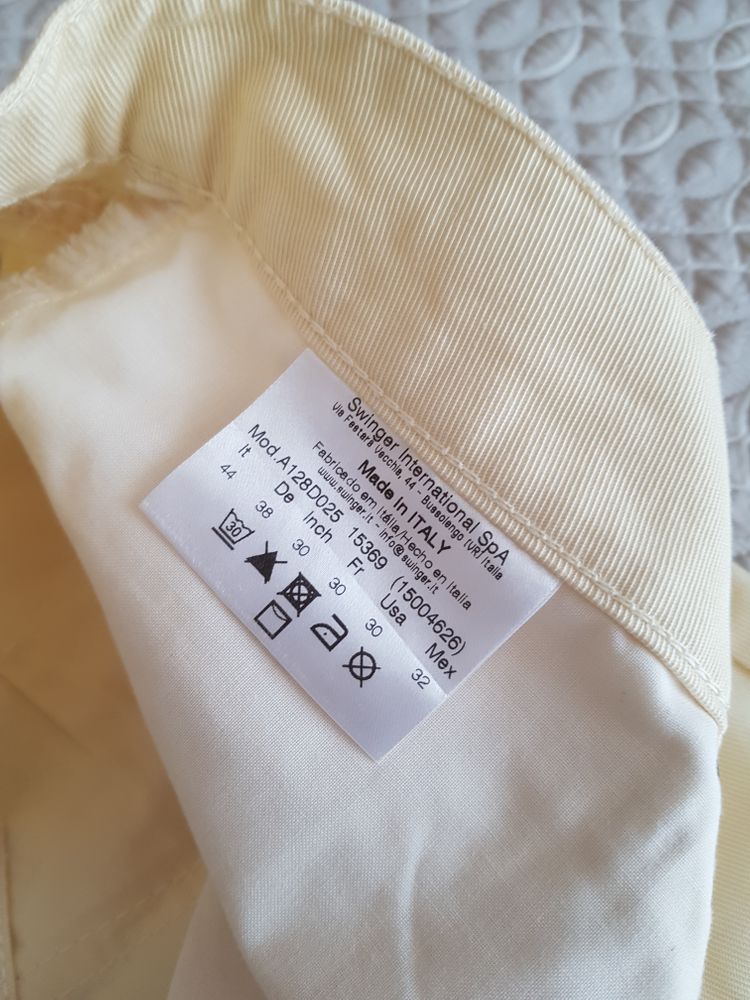 Swinger International SpA
Via Festara Vecchia, 44 - Bussolengo (VR) Italia
Made in ITALY
Fabricado em Itália/Hecho en Italia
www.swinger.it - info@swinger.it
Mod.A128D025 15369 (15004626)
It De Inch Fr Usa Mex
44 38 30 30 30 32
30